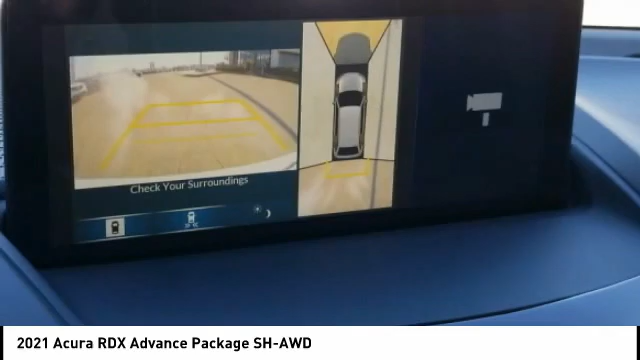 Check Your Surroundings
2021 Acura RDX Advance Package SH-AWD